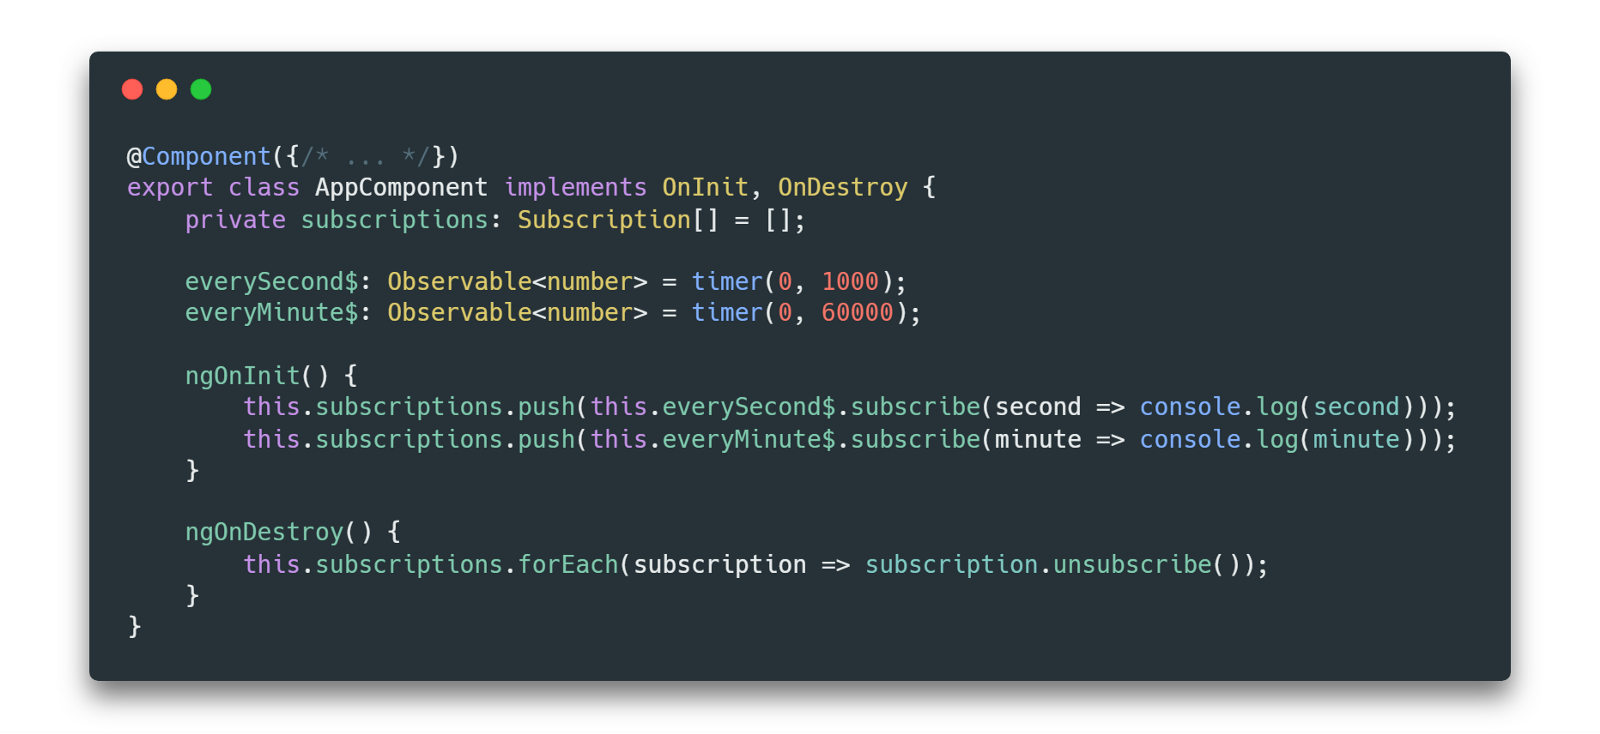 @Component({/* ... */})
export class AppComponent implements OnInit, OnDestroy {
    private subscriptions: Subscription[] = [];

    everySecond$: Observable<number> = timer(0, 1000);
    everyMinute$: Observable<number> = timer(0, 60000);

    ngOnInit() {
        this.subscriptions.push(this.everySecond$.subscribe(second => console.log(second)));
        this.subscriptions.push(this.everyMinute$.subscribe(minute => console.log(minute)));
    }

    ngOnDestroy() {
        this.subscriptions.forEach(subscription => subscription.unsubscribe());
    }
}